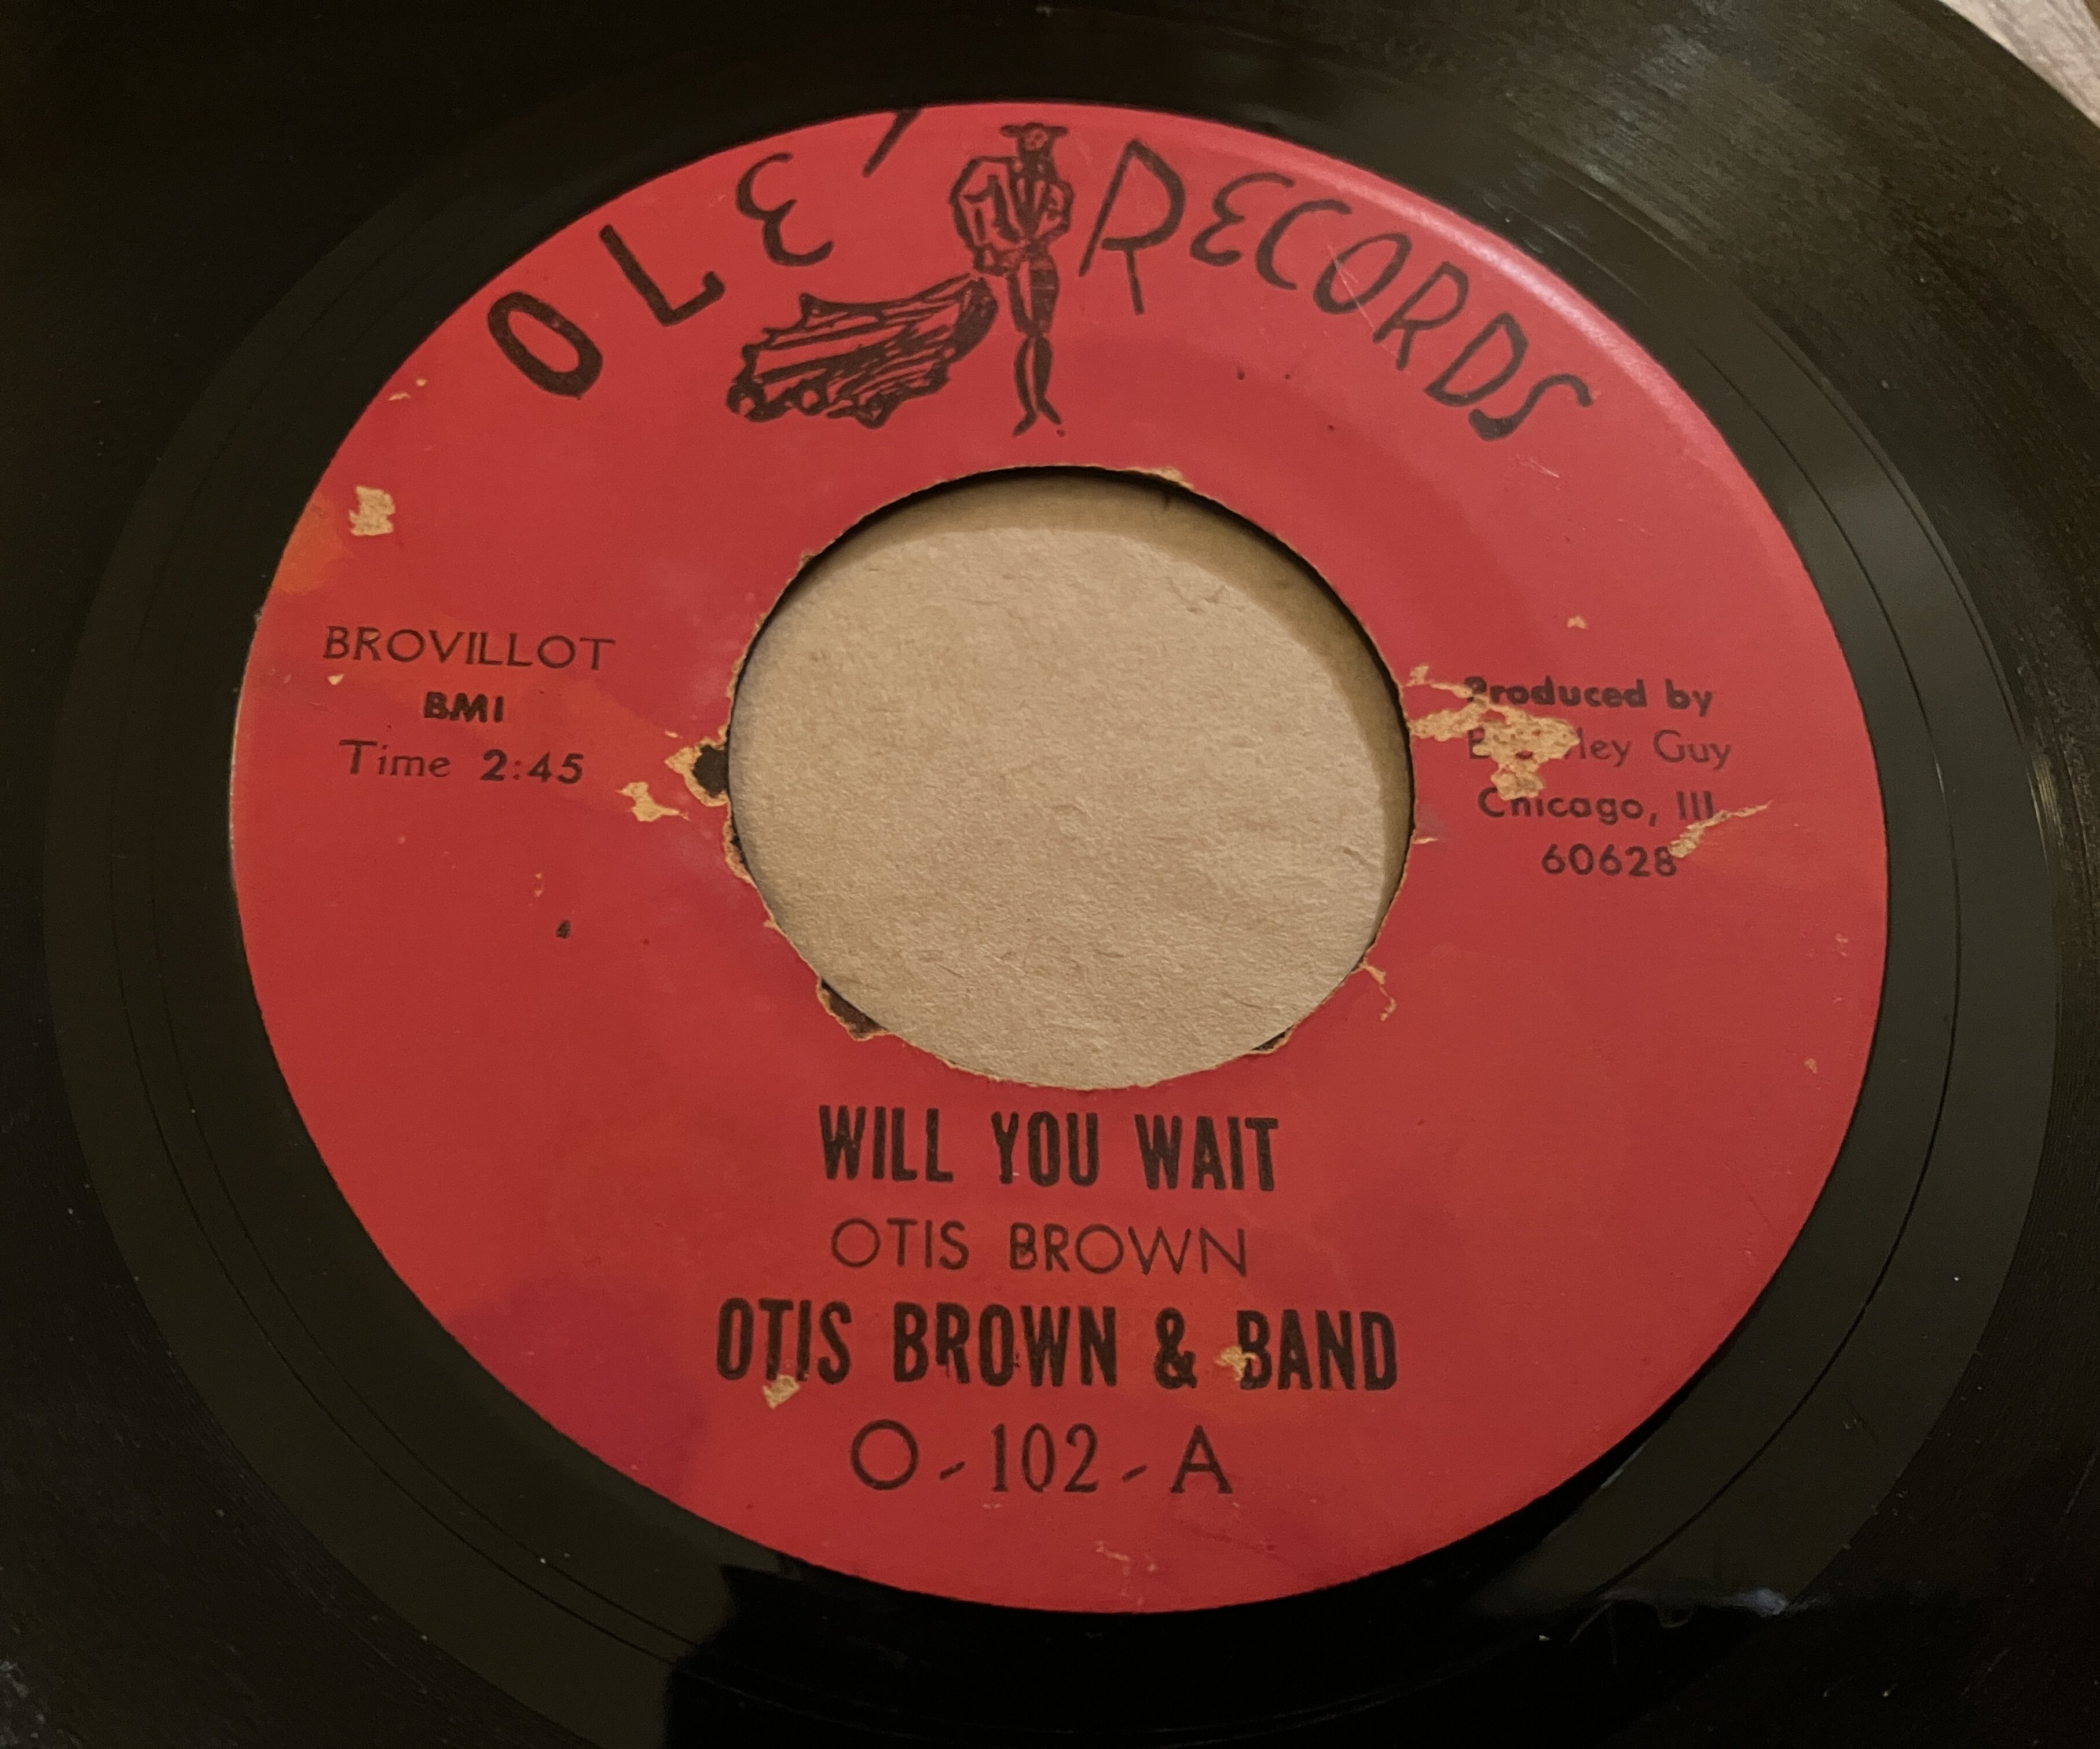 OLE' RECORDS
BROVILLOT
BMI
Time 2:45
Produced by
Guy
Chicago, Ill.
60628
WILL YOU WAIT
OTIS BROWN
OTIS BROWN & BAND
O-102-A